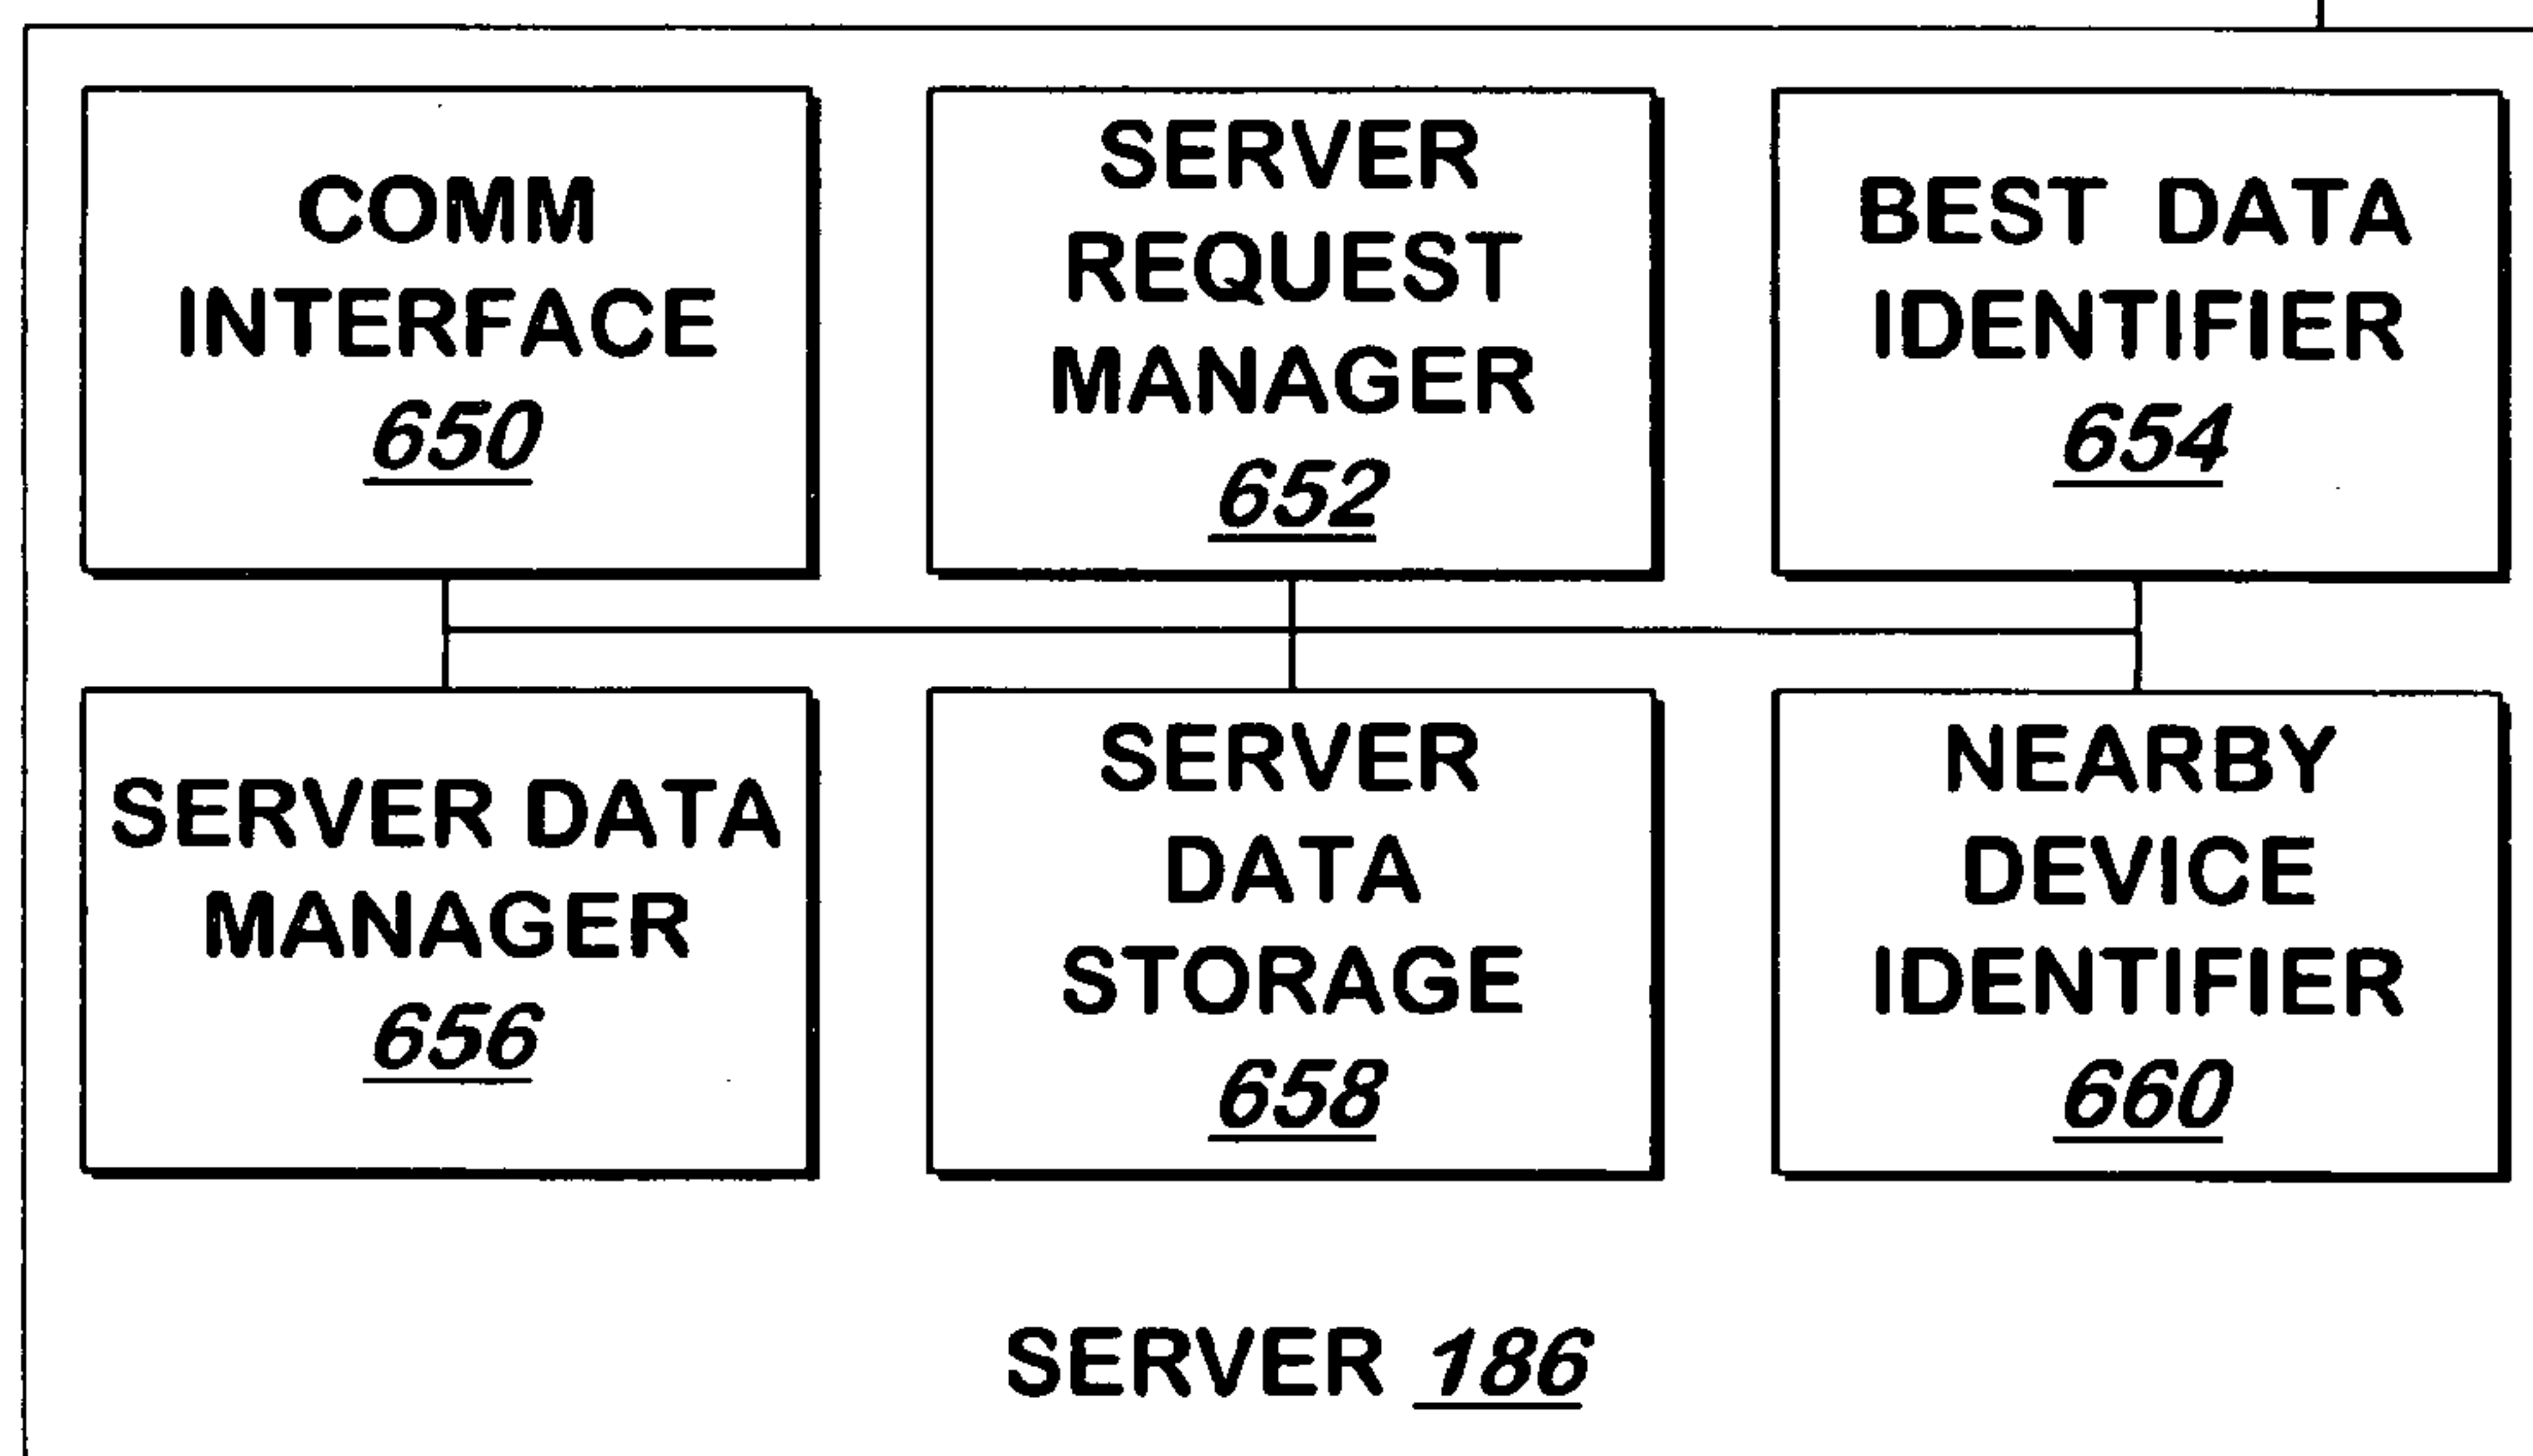 COMM
INTERFACE
650
SERVER
REQUEST
MANAGER
652
BEST DATA
IDENTIFIER
654
SERVER DATA
MANAGER
656
SERVER
DATA
STORAGE
658
NEARBY
DEVICE
IDENTIFIER
660
SERVER 186